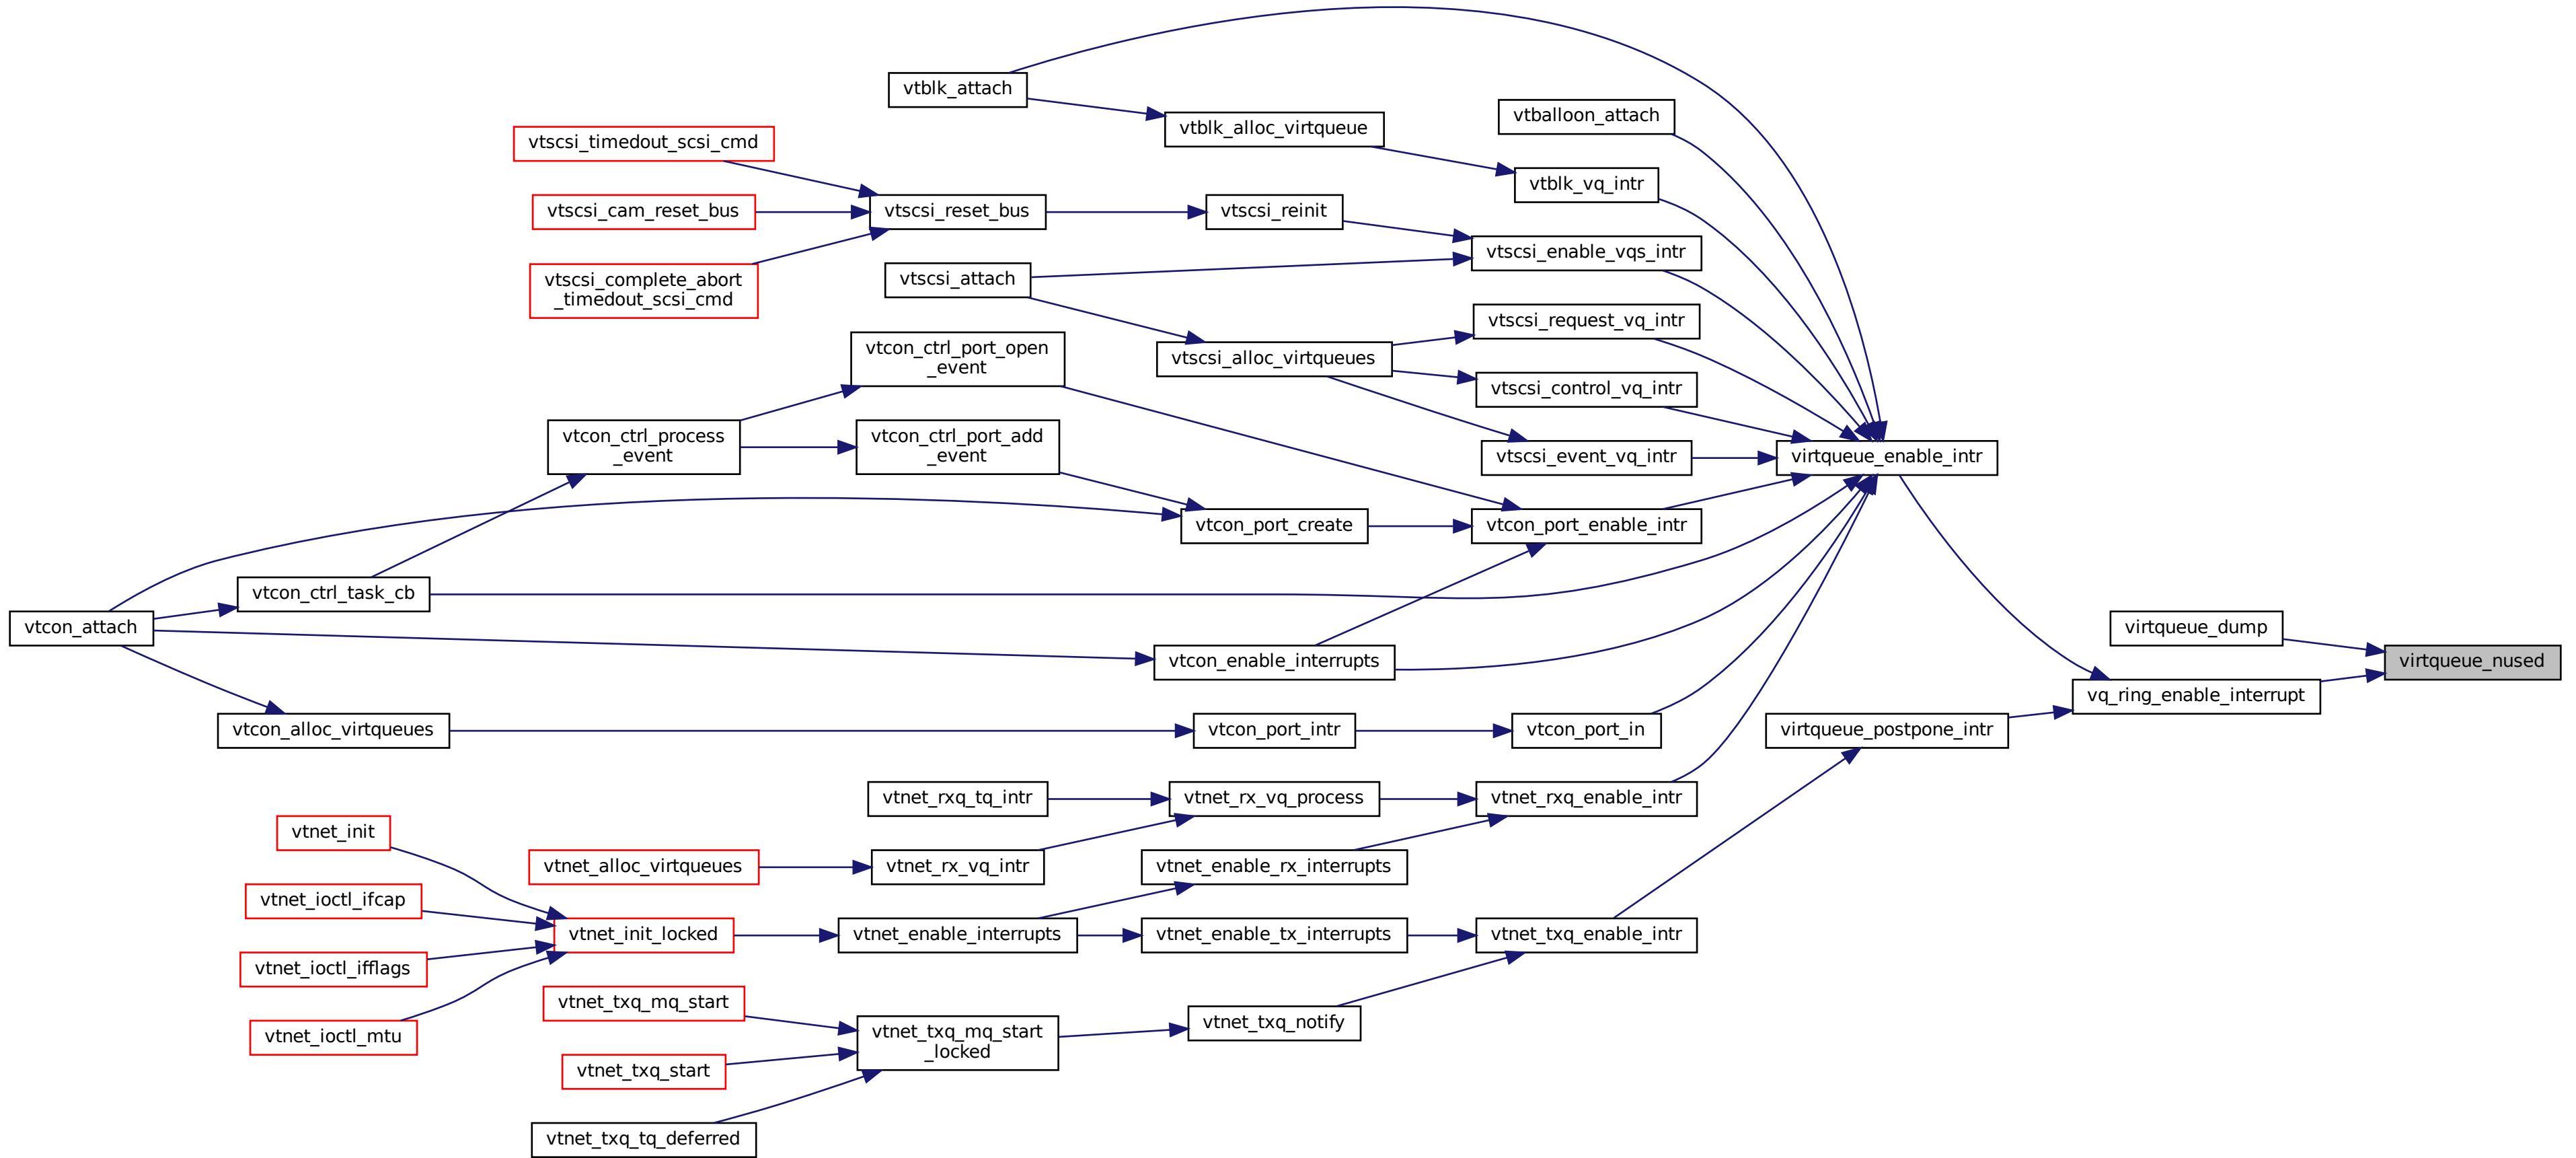 vtblk_attach
vtballoon_attach
vtblk_alloc_virtqueue
vtscsi_timedout_scsi_cmd
vtblk_vq_intr
vtscsi_cam_reset_bus
vtscsi_reset_bus
vtscsi_reinit
vtscsi_enable_vqs_intr
vtscsi_complete_abort
_timedout_scsi_cmd
vtscsi_attach
vtscsi_request_vq_intr
vtcon_ctrl_port_open
_event
vtscsi_alloc_virtqueues
vtscsi_control_vq_intr
vtcon_ctrl_process
_event
vtcon_ctrl_port_add
_event
vtscsi_event_vq_intr
virtqueue_enable_intr
vtcon_port_create
vtcon_port_enable_intr
vtcon_ctrl_task_cb
vtcon_attach
virtqueue_dump
vtcon_enable_interrupts
virtqueue_nused
vq_ring_enable_interrupt
vtcon_alloc_virtqueues
vtcon_port_intr
vtcon_port_in
virtqueue_postpone_intr
vtnet_rxq_tq_intr
vtnet_rx_vq_process
vtnet_rxq_enable_intr
vtnet_init
vtnet_alloc_virtqueues
vtnet_rx_vq_intr
vtnet_enable_rx_interrupts
vtnet_ioctl_ifcap
vtnet_init_locked
vtnet_enable_interrupts
vtnet_enable_tx_interrupts
vtnet_txq_enable_intr
vtnet_ioctl_ifflags
vtnet_txq_mq_start
vtnet_txq_notify
vtnet_ioctl_mtu
vtnet_txq_mq_start
_locked
vtnet_txq_start
vtnet_txq_tq_deferred